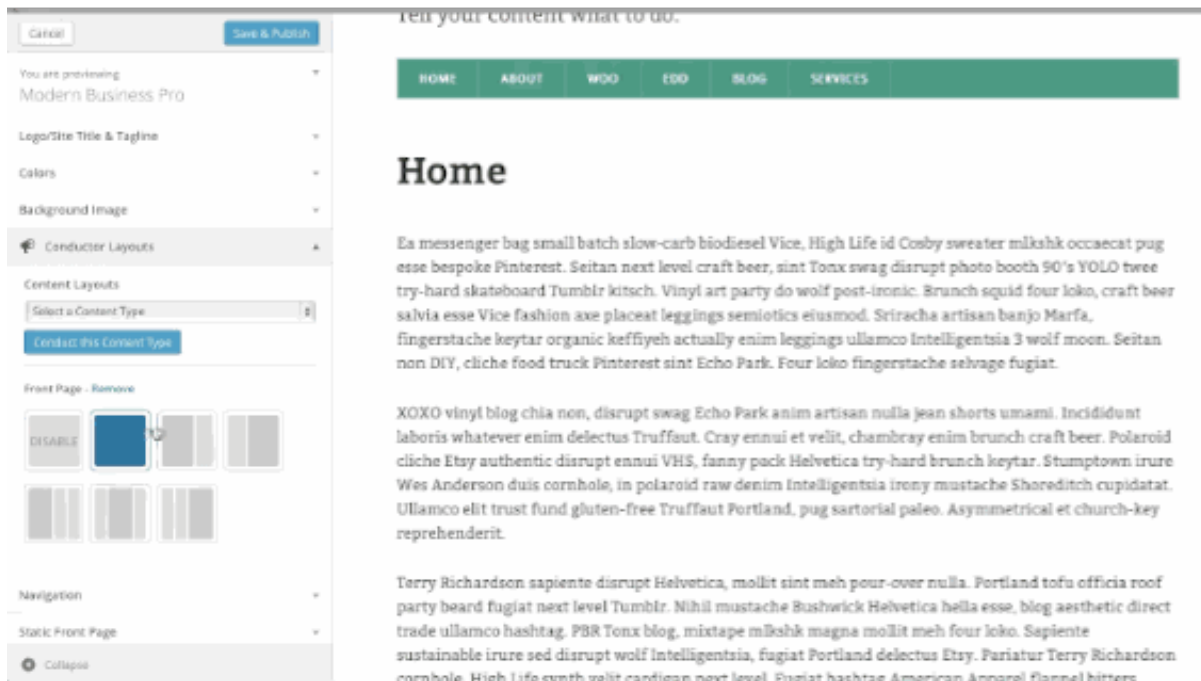 Cancel
Save & Publish
You are previewing
Modern Business Pro
Logo/Site Title & Tagline
Colors
Background Image
Conductor Layouts
Content Layouts
Select a Content Type
Conduct this Content Type
Front Page - Remove
DISABLE
Navigation
Static Front Page
Collapse
Tell your content what to do.
HOME ABOUT WOO EDD BLOG SERVICES
Home
Ea messenger bag small batch slow-carb biodiesel Vice, High Life id Cosby sweater mlkshk occaecat pug
esse bespoke Pinterest. Seitan next level craft beer, sint Tonx swag disrupt photo booth 90's YOLO twee
try-hard skateboard Tumblr kitsch. Vinyl art party do wolf post-ironic. Brunch squid four loko, craft beer
salvia esse Vice fashion axe placeat leggings semiotics eiusmod. Sriracha artisan banjo Marfa,
fingerstache keytar organic keffiyeh actually enim leggings ullamco Intelligentsia 3 wolf moon. Seitan
non DIY, cliche food truck Pinterest sint Echo Park. Four loko fingerstache selvage fugiat.
XOXO vinyl blog chia non, disrupt swag Echo Park anim artisan nulla jean shorts umami. Incididunt
laboris whatever enim delectus Truffaut. Cray ennui et velit, chambray enim brunch craft beer. Polaroid
cliche Etsy authentic disrupt ennui VHS, fanny pack Helvetica try-hard brunch keytar. Stumptown irure
Wes Anderson duis cornhole, in polaroid raw denim Intelligentsia irony mustache Shoreditch cupidatat.
Ullamco elit trust fund gluten-free Truffaut Portland, pug sartorial paleo. Asymmetrical et church-key
reprehenderit.
Terry Richardson sapiente disrupt Helvetica, mollit sint meh pour-over nulla. Portland tofu officia roof
party beard fugiat next level Tumblr. Nihil mustache Bushwick Helvetica hella esse, blog aesthetic direct
trade ullamco hashtag. PBR Tonx blog, mixtape mlkshk magna mollit meh four loko. Sapiente
sustainable irure sed disrupt wolf Intelligentsia, fugiat Portland delectus Etsy. Pariatur Terry Richardson
cornhole, High Life synth velit cardigan next level. Fugiat hashtag American Apparel flannel bitters